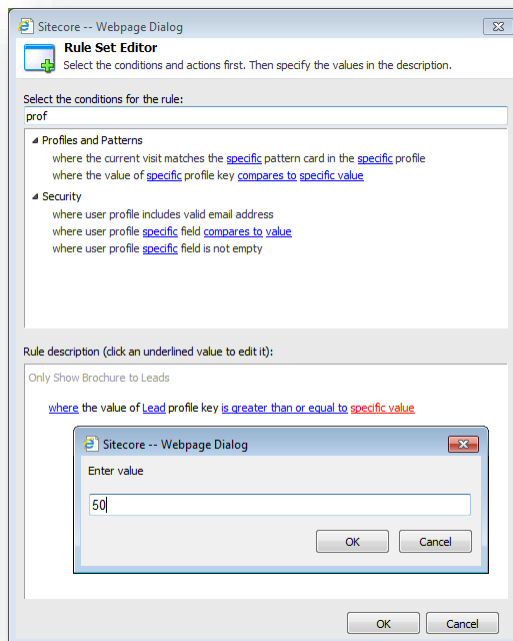 Sitecore -- Webpage Dialog
Rule Set Editor
Select the conditions and actions first. Then specify the values in the description.
Select the conditions for the rule:
prof
Profiles and Patterns
where the current visit matches the specific pattern card in the specific profile
where the value of specific profile key compares to specific value
Security
where user profile includes valid email address
where user profile specific field compares to value
where user profile specific field is not empty
Rule description (click an underlined value to edit it):
Only Show Brochure to Leads
where the value of Lead profile key is greater than or equal to specific value
Sitecore -- Webpage Dialog
Enter value
50
OK Cancel
OK Cancel